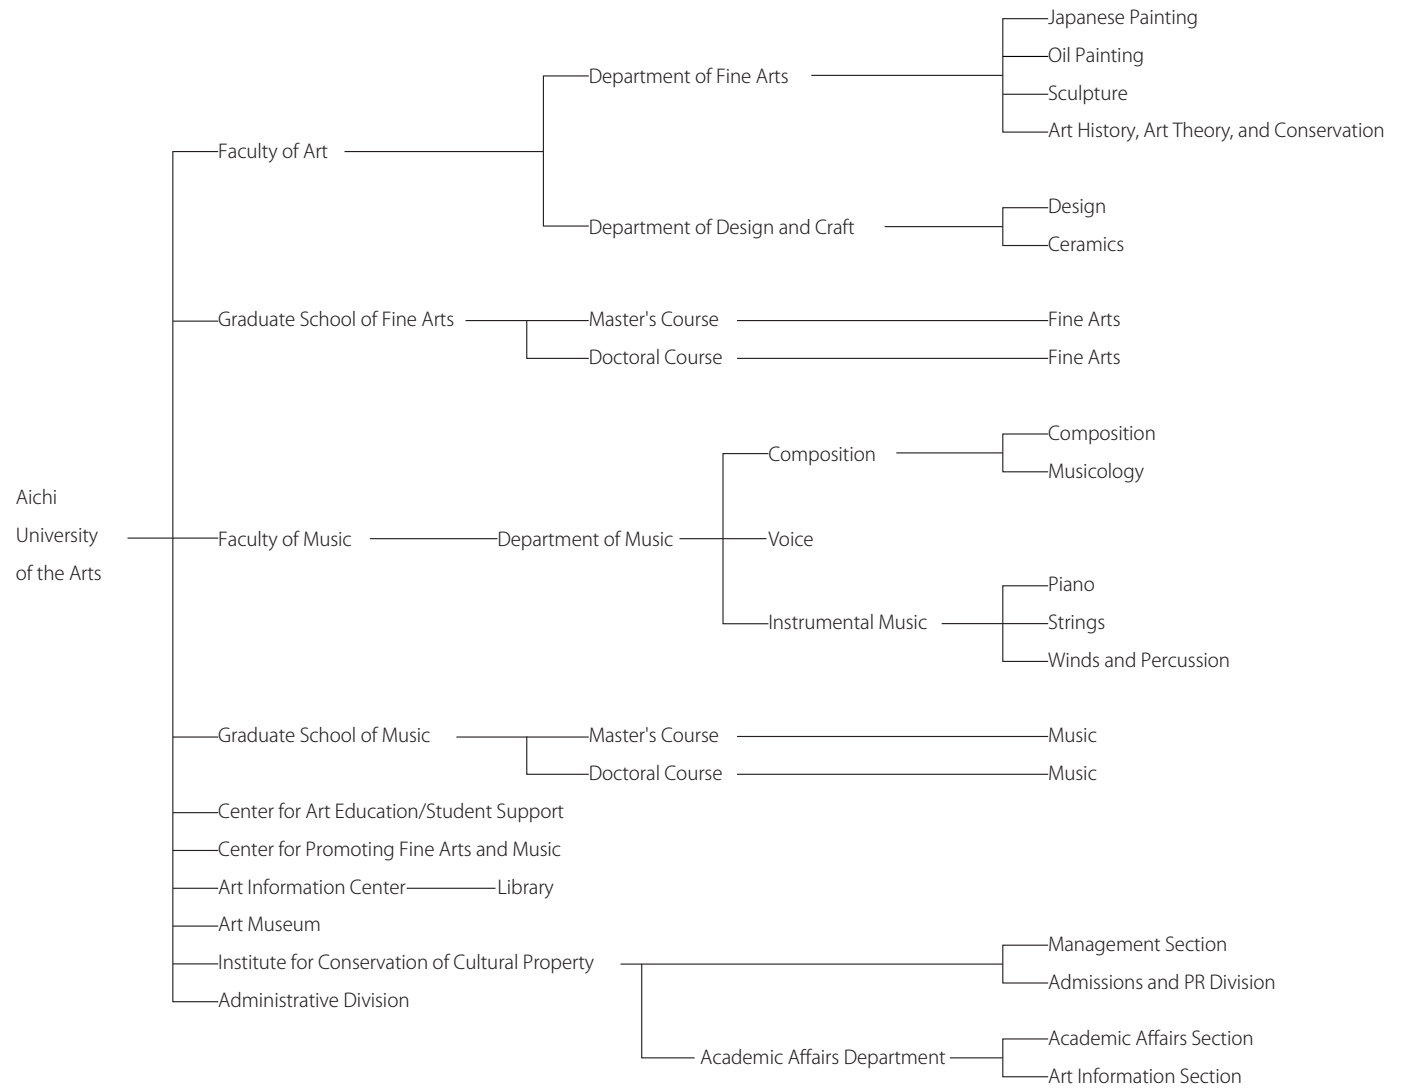 Aichi
University
of the Arts
Faculty of Art
Department of Fine Arts
Japanese Painting
Oil Painting
Sculpture
Art History, Art Theory, and Conservation
Department of Design and Craft
Design
Ceramics
Graduate School of Fine Arts
Master's Course
Fine Arts
Doctoral Course
Fine Arts
Faculty of Music
Department of Music
Composition
Composition
Musicology
Voice
Instrumental Music
Piano
Strings
Winds and Percussion
Graduate School of Music
Master's Course
Music
Doctoral Course
Music
Center for Art Education/Student Support
Center for Promoting Fine Arts and Music
Art Information Center
Library
Art Museum
Institute for Conservation of Cultural Property
Management Section
Admissions and PR Division
Administrative Division
Academic Affairs Department
Academic Affairs Section
Art Information Section